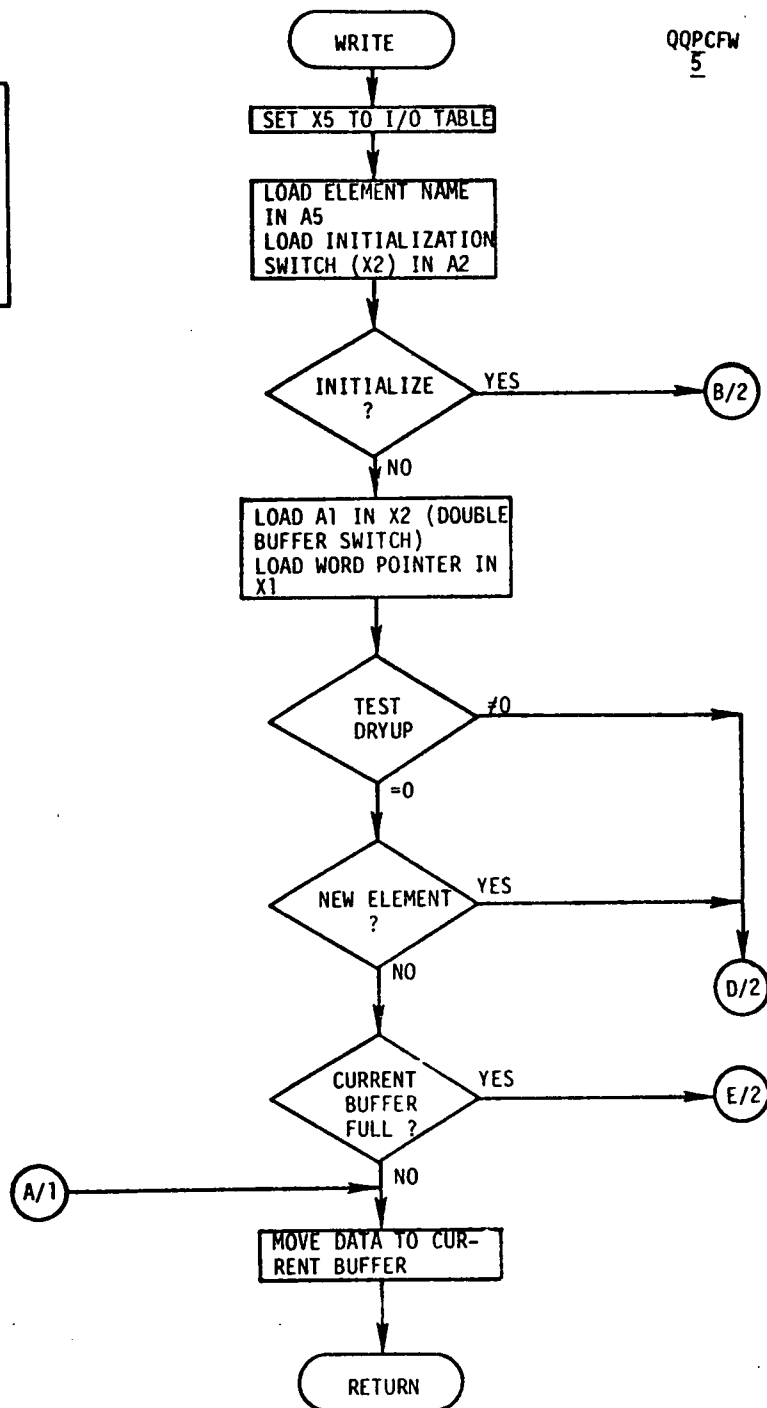 WRITE
QQPCFW
5
SET X5 TO I/O TABLE
LOAD ELEMENT NAME
IN A5
LOAD INITIALIZATION
SWITCH (X2) IN A2
INITIALIZE
?
YES
B/2
NO
LOAD A1 IN X2 (DOUBLE
BUFFER SWITCH)
LOAD WORD POINTER IN
X1
TEST
DRYUP
≠0
=0
NEW ELEMENT
?
YES
NO
D/2
CURRENT
BUFFER
FULL ?
YES
E/2
NO
A/1
MOVE DATA TO CUR-
RENT BUFFER
RETURN